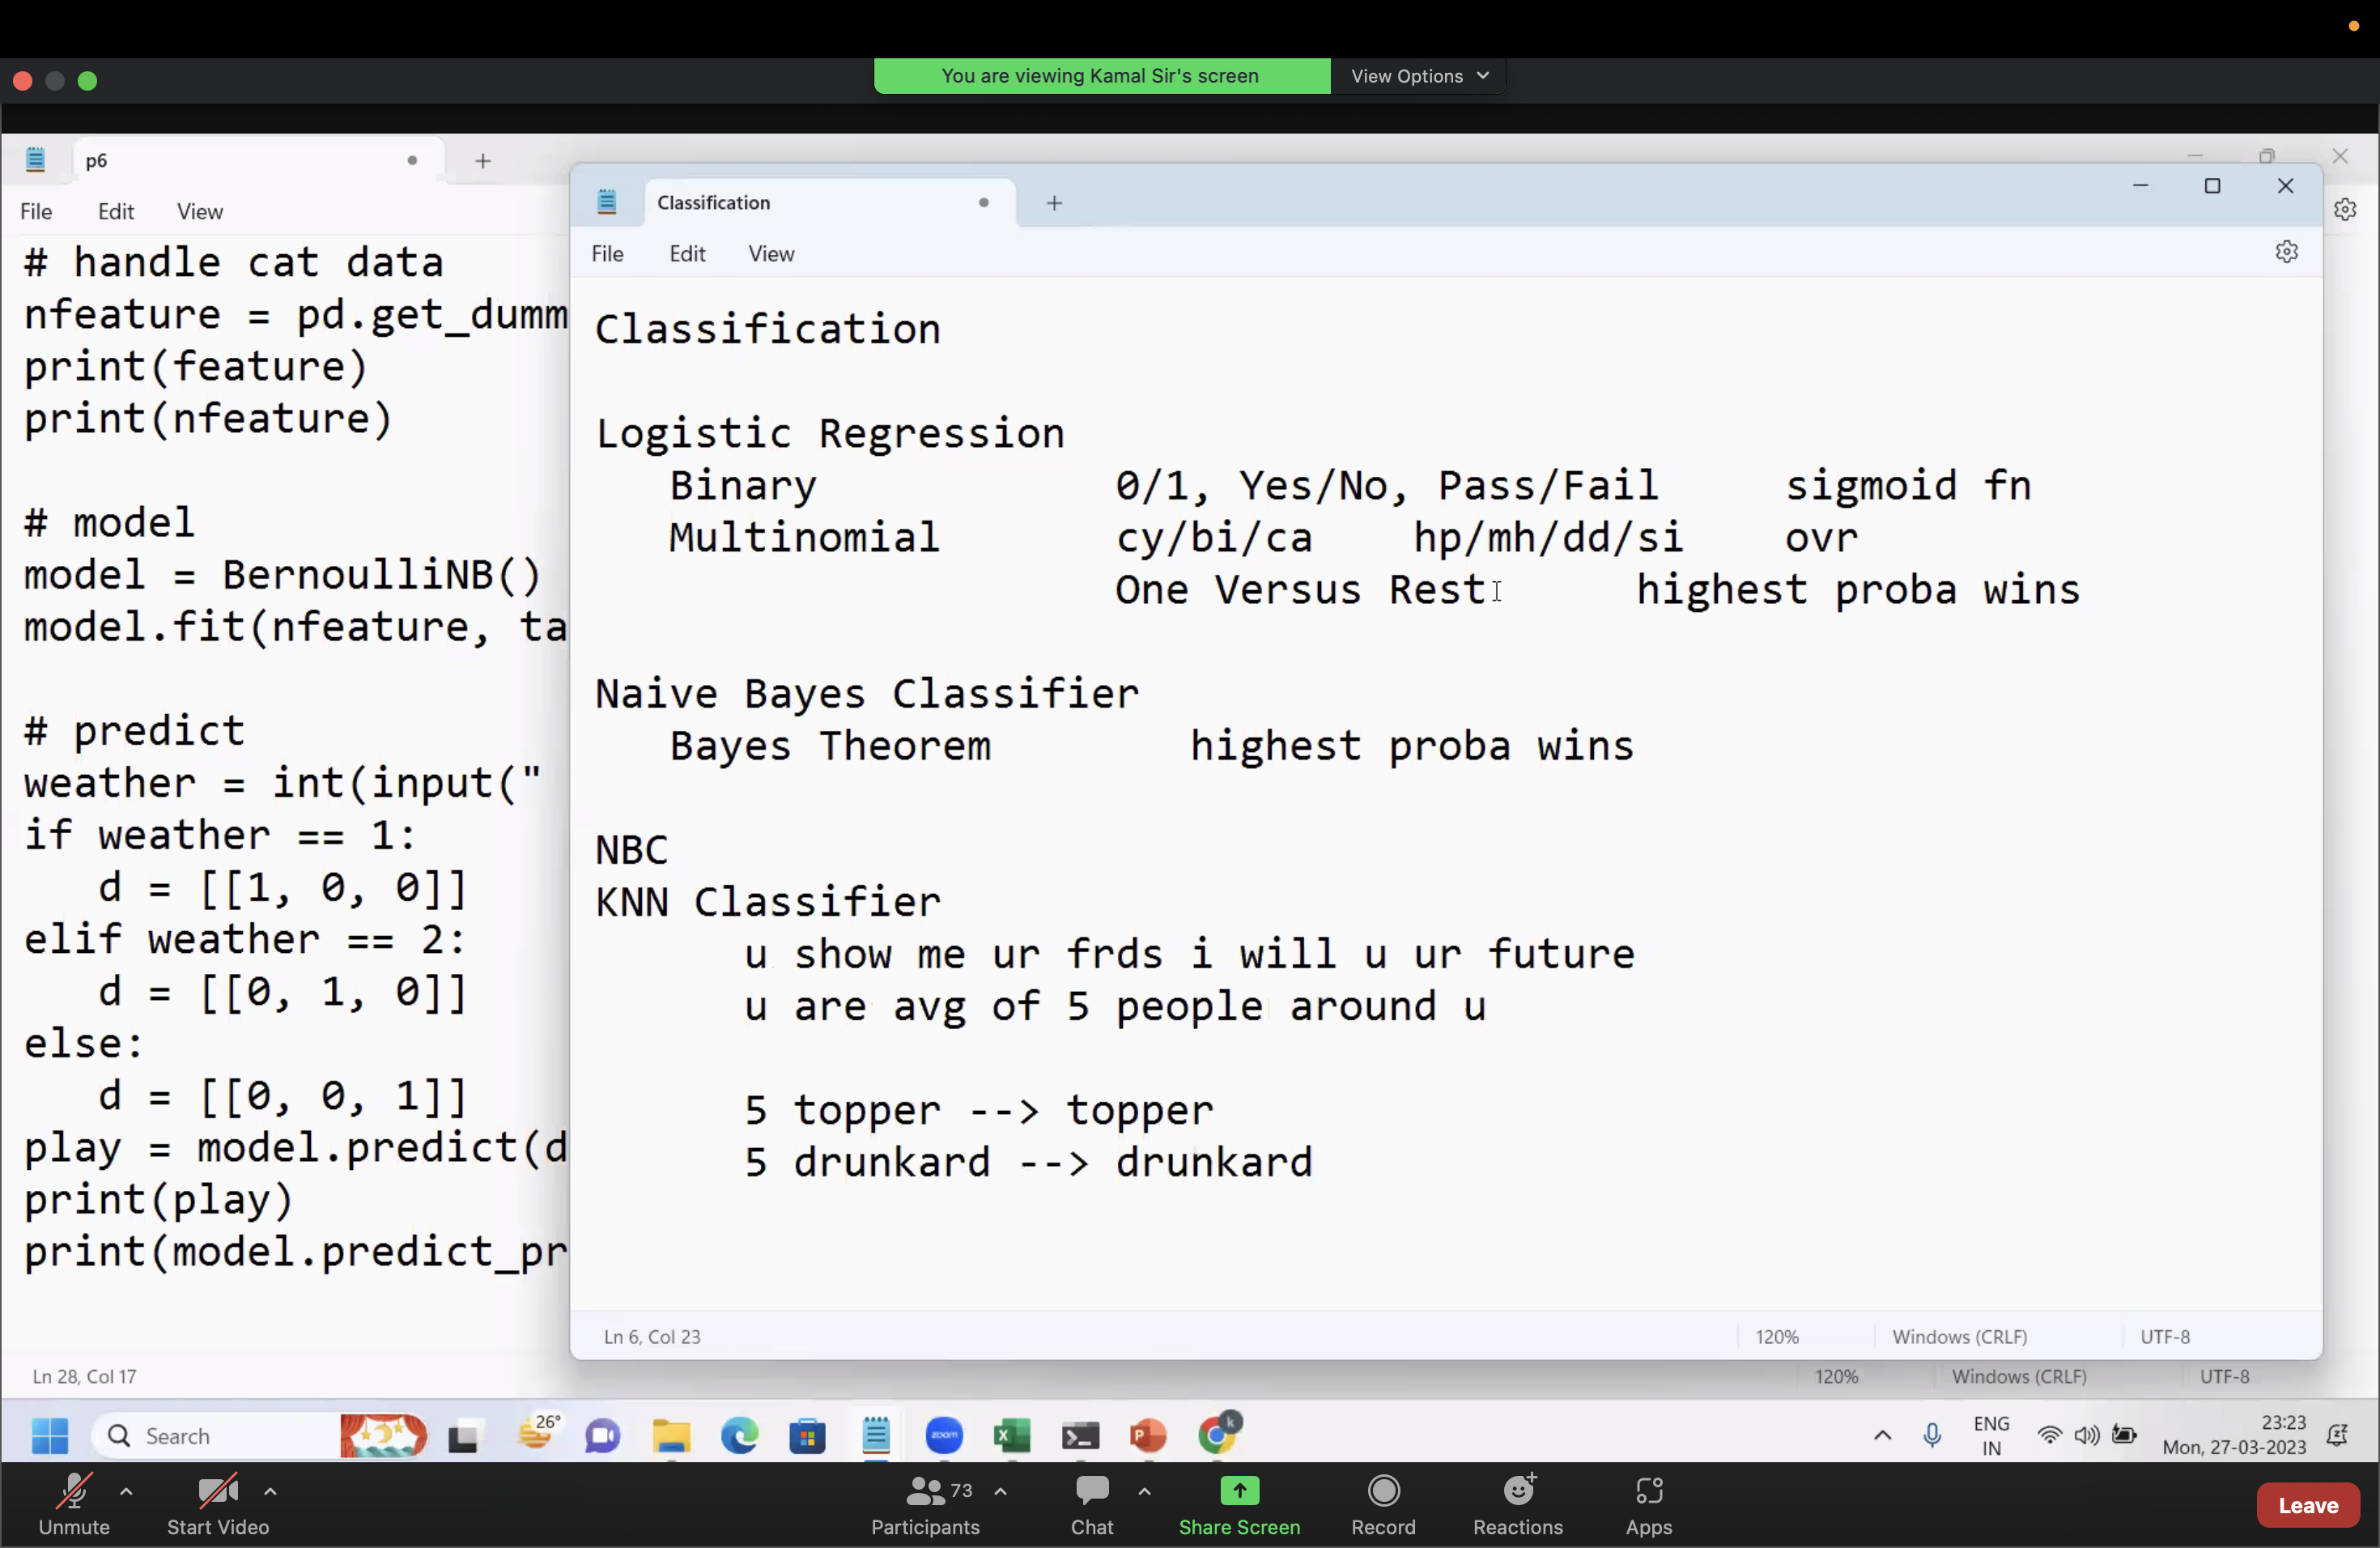 You are viewing Kamal Sir's screen
View Options
p6
File Edit View
# handle cat data
nfeature = pd.get_dumm
print(feature)
print(nfeature)
# model
model = BernoulliNB()
model.fit(nfeature, ta
# predict
weather = int(input("
if weather == 1:
d = [[1, 0, 0]]
elif weather == 2:
d = [[0, 1, 0]]
else:
d = [[0, 0, 1]]
play = model.predict(d
print(play)
print(model.predict_pr
Ln 28, Col 17
120%
Windows (CRLF)
UTF-8
Classification
File Edit View
Classification
Logistic Regression
Binary 0/1, Yes/No, Pass/Fail sigmoid fn
Multinomial cy/bi/ca hp/mh/dd/si ovr
One Versus Rest highest proba wins
Naive Bayes Classifier
Bayes Theorem highest proba wins
NBC
KNN Classifier
u show me ur frds i will u ur future
u are avg of 5 people around u
5 topper --> topper
5 drunkard --> drunkard
Ln 6, Col 23
120%
Windows (CRLF)
UTF-8
Search
26°
zoom
k
ENG
IN
23:23
Mon, 27-03-2023
Unmute
Start Video
73
Participants
Chat
Share Screen
Record
Reactions
Apps
Leave